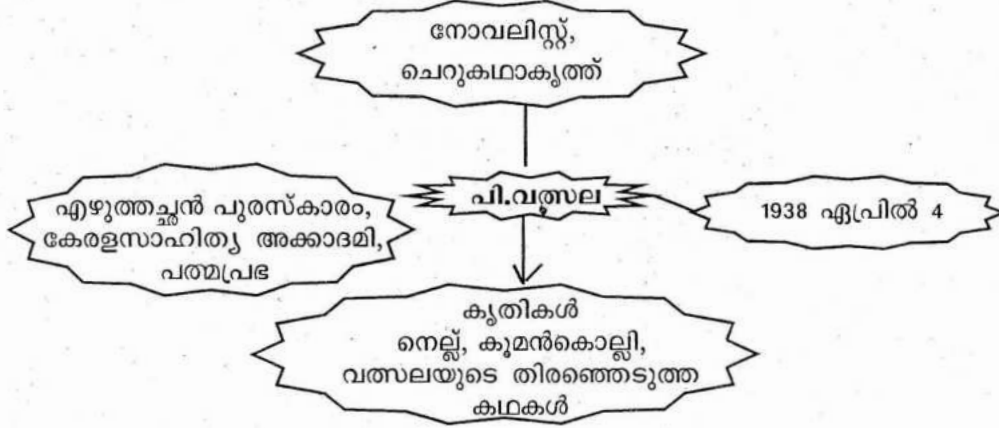 നോവലിസ്റ്റ്,
ചെറുകഥാകൃത്ത്
പി.വത്സല
എഴുത്തച്ഛൻ പുരസ്കാരം,
കേരളസാഹിത്യ അക്കാദമി,
പത്മപ്രഭ
1938 ഏപ്രിൽ 4
കൃതികൾ
നെല്ല്, കൂമൻകൊല്ലി,
വത്സലയുടെ തിരഞ്ഞെടുത്ത
കഥകൾ